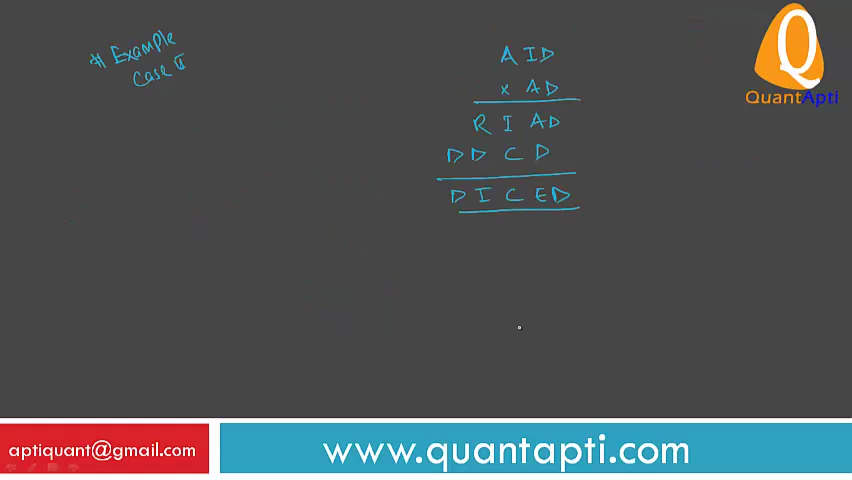 # Example
Case II
A I D
x A D
R I A D
D D C D
D I C E D
Q
QuantApti
aptiquant@gmail.com
www.quantapti.com